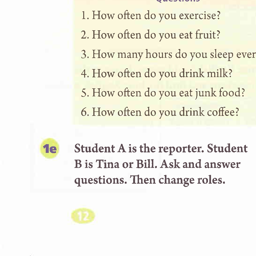 Questions
1. How often do you exercise?
2. How often do you eat fruit?
3. How many hours do you sleep ever
4. How often do you drink milk?
5. How often do you eat junk food?
6. How often do you drink coffee?
1e Student A is the reporter. Student
B is Tina or Bill. Ask and answer
questions. Then change roles.
12